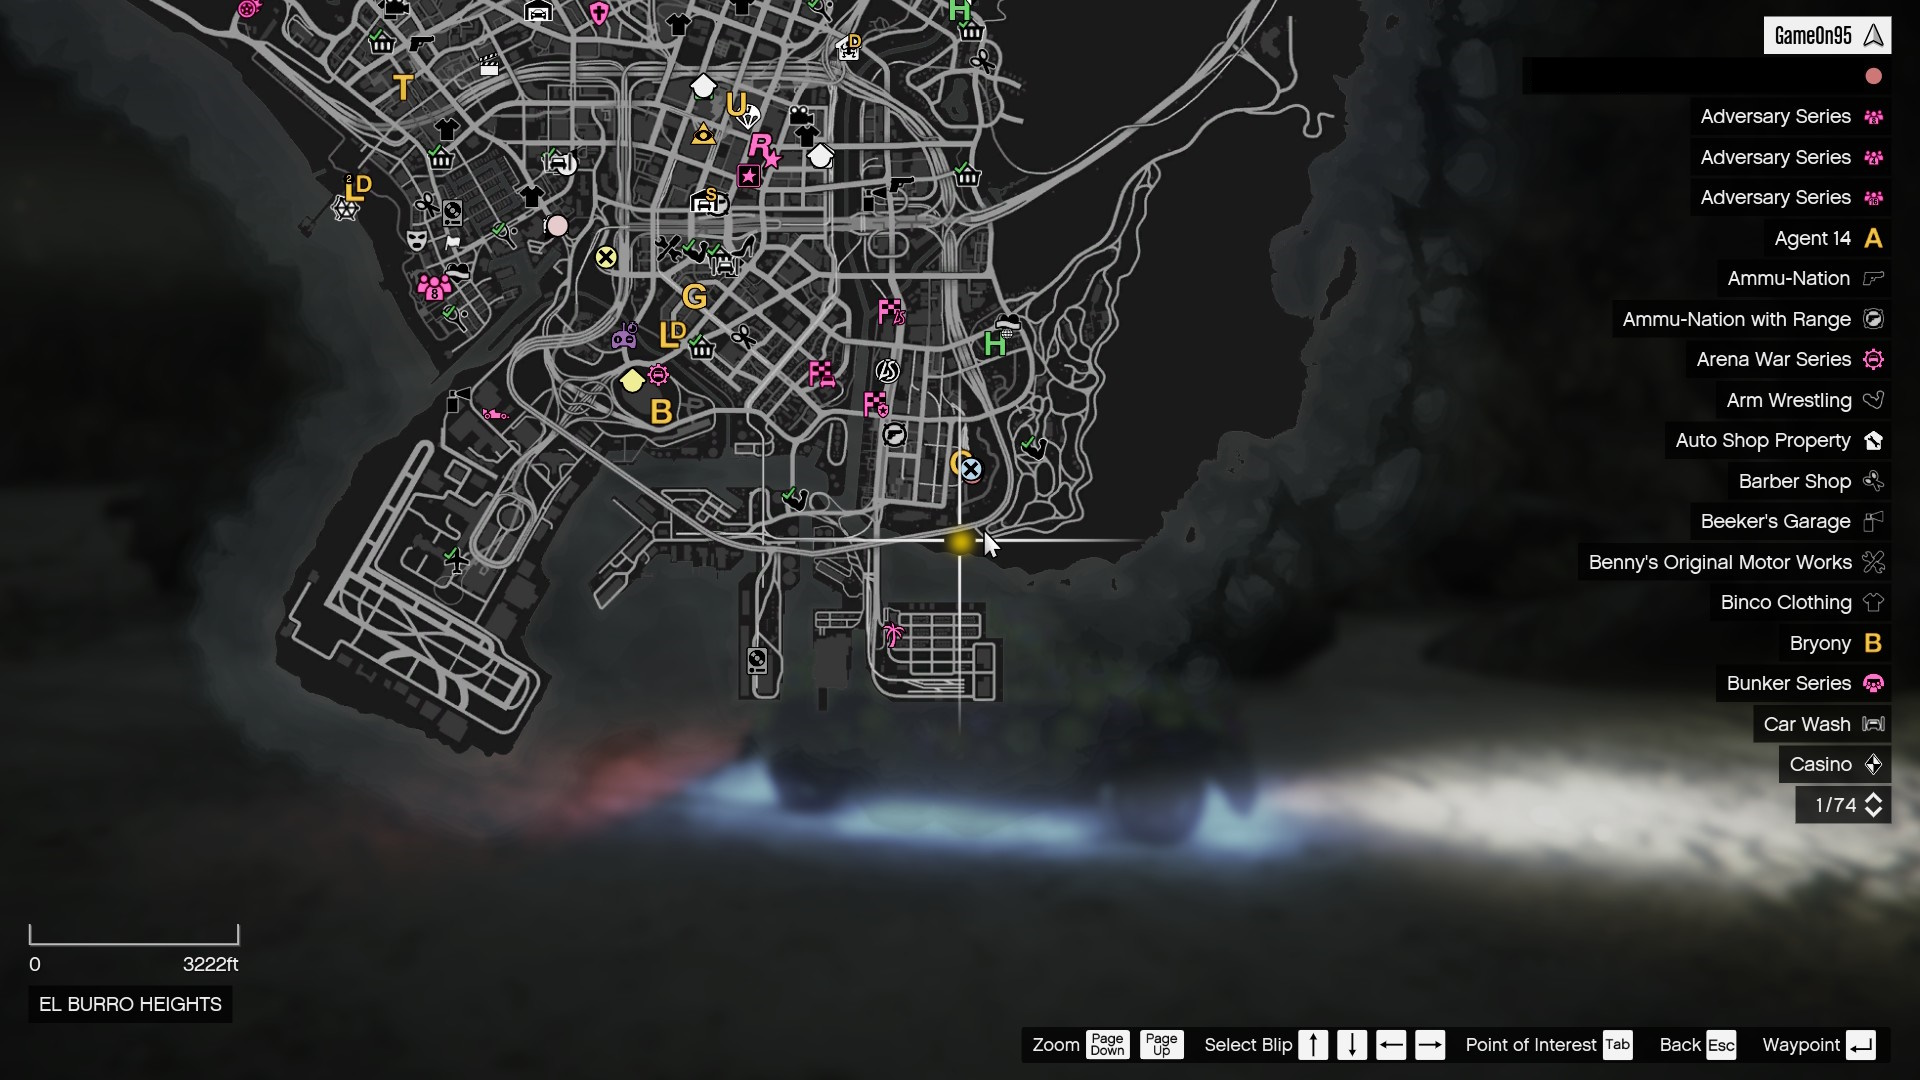 GameOn95
Adversary Series
Adversary Series
Adversary Series
Agent 14 A
Ammu-Nation
Ammu-Nation with Range
Arena War Series
Arm Wrestling
Auto Shop Property
Barber Shop
Beeker's Garage
Benny's Original Motor Works
Binco Clothing
Bryony B
Bunker Series
Car Wash
Casino
1/74
H
D
T
U
R
2
L D
S
G
8
L D
H
LS
B
G
0 3222ft
EL BURRO HEIGHTS
Zoom Page Down Page Up Select Blip ↑ ↓ ← → Point of Interest Tab Back Esc Waypoint